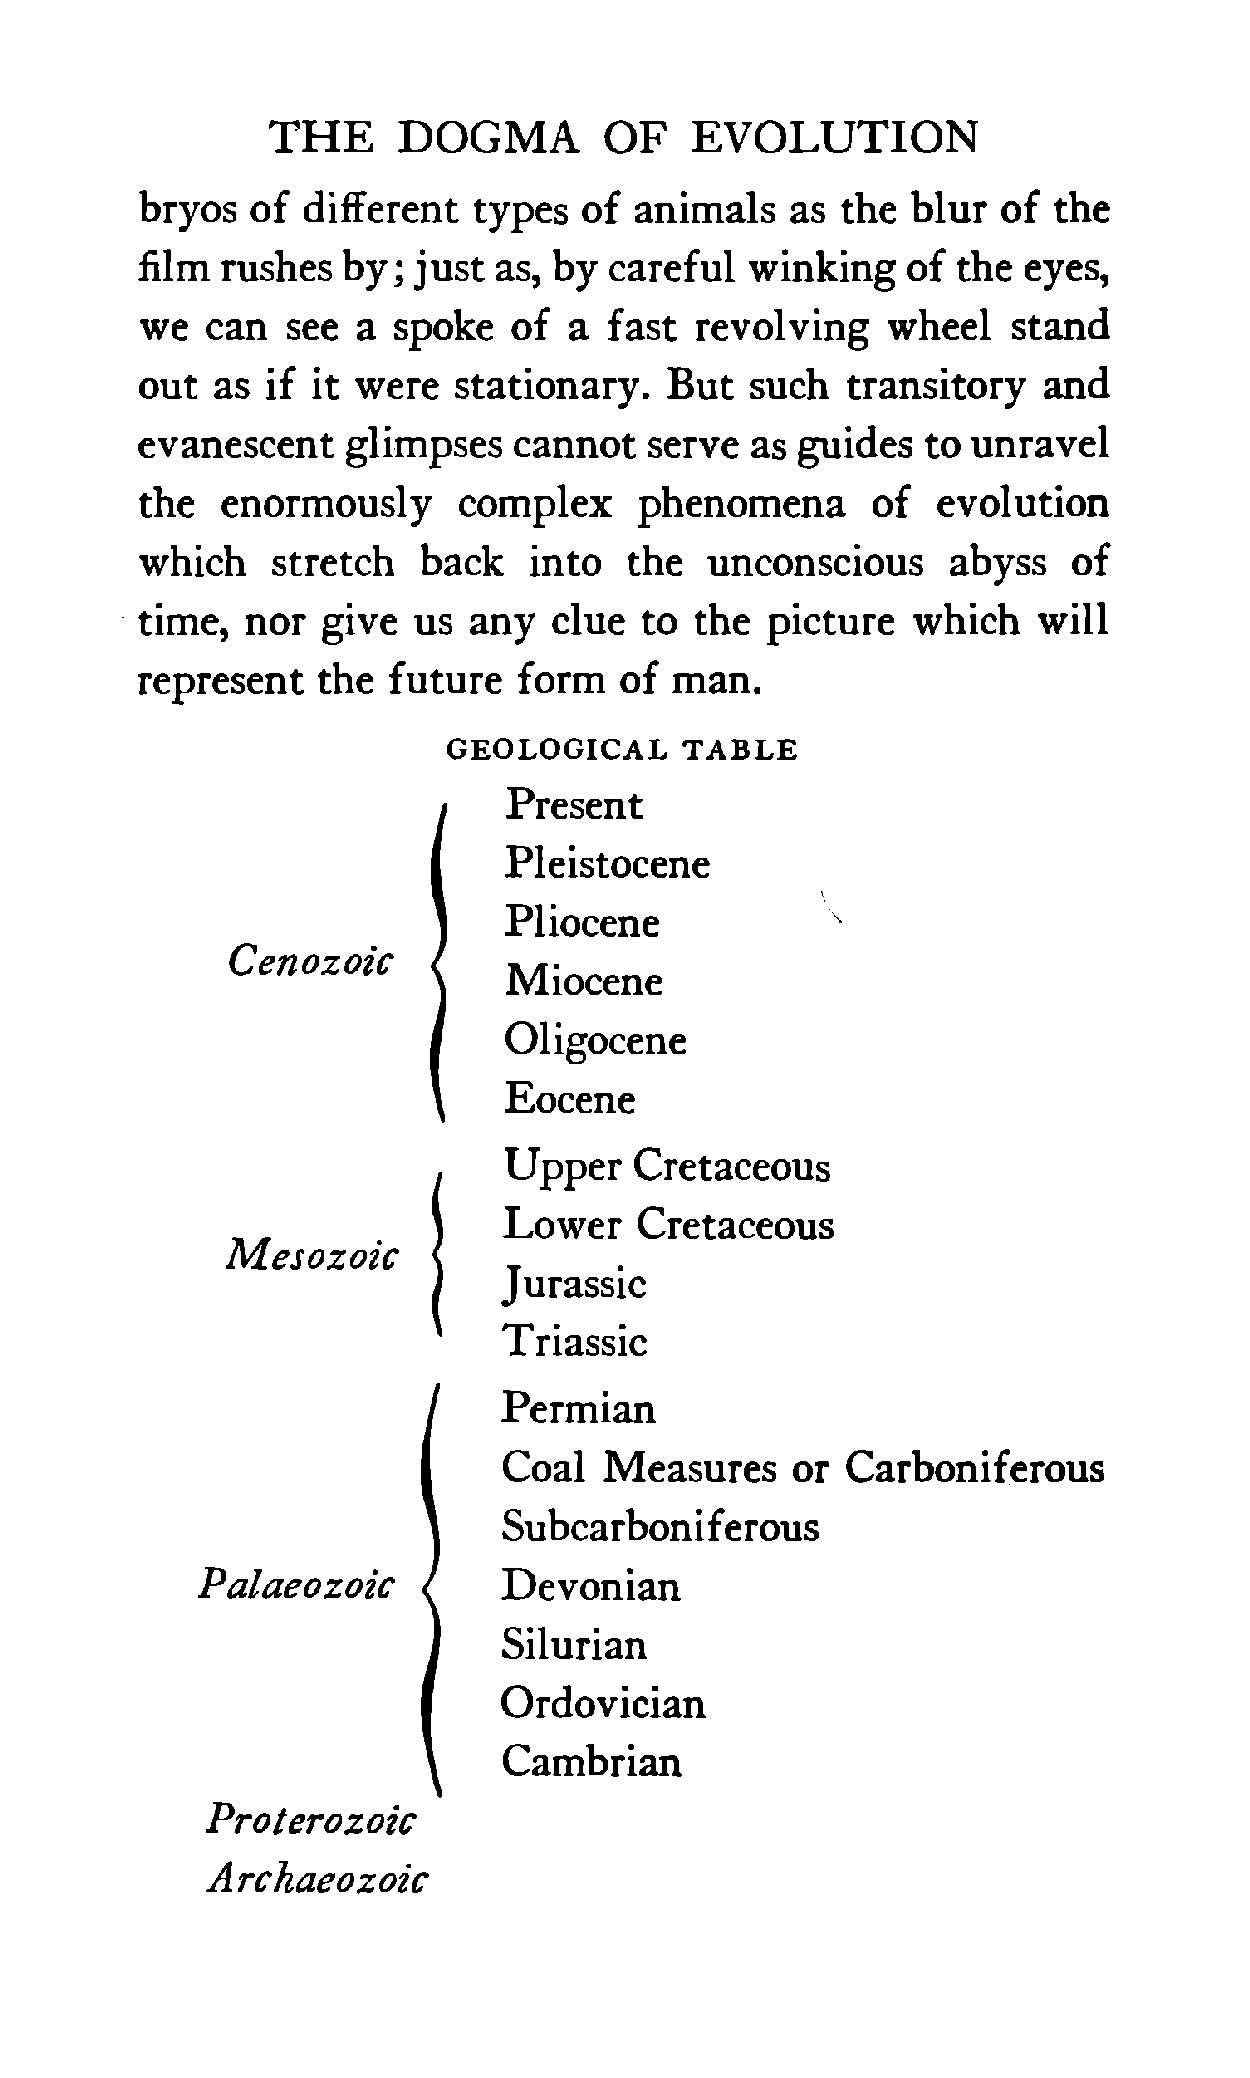 THE DOGMA OF EVOLUTION
bryos of different types of animals as the blur of the
film rushes by; just as, by careful winking of the eyes,
we can see a spoke of a fast revolving wheel stand
out as if it were stationary. But such transitory and
evanescent glimpses cannot serve as guides to unravel
the enormously complex phenomena of evolution
which stretch back into the unconscious abyss of
time, nor give us any clue to the picture which will
represent the future form of man.
GEOLOGICAL TABLE
Present
Pleistocene
Pliocene
Cenozoic
Miocene
Oligocene
Eocene
Upper Cretaceous
Lower Cretaceous
Mesozoic
Jurassic
Triassic
Permian
Coal Measures or Carboniferous
Subcarboniferous
Palaeozoic
Devonian
Silurian
Ordovician
Cambrian
Proterozoic
Archaeozoic